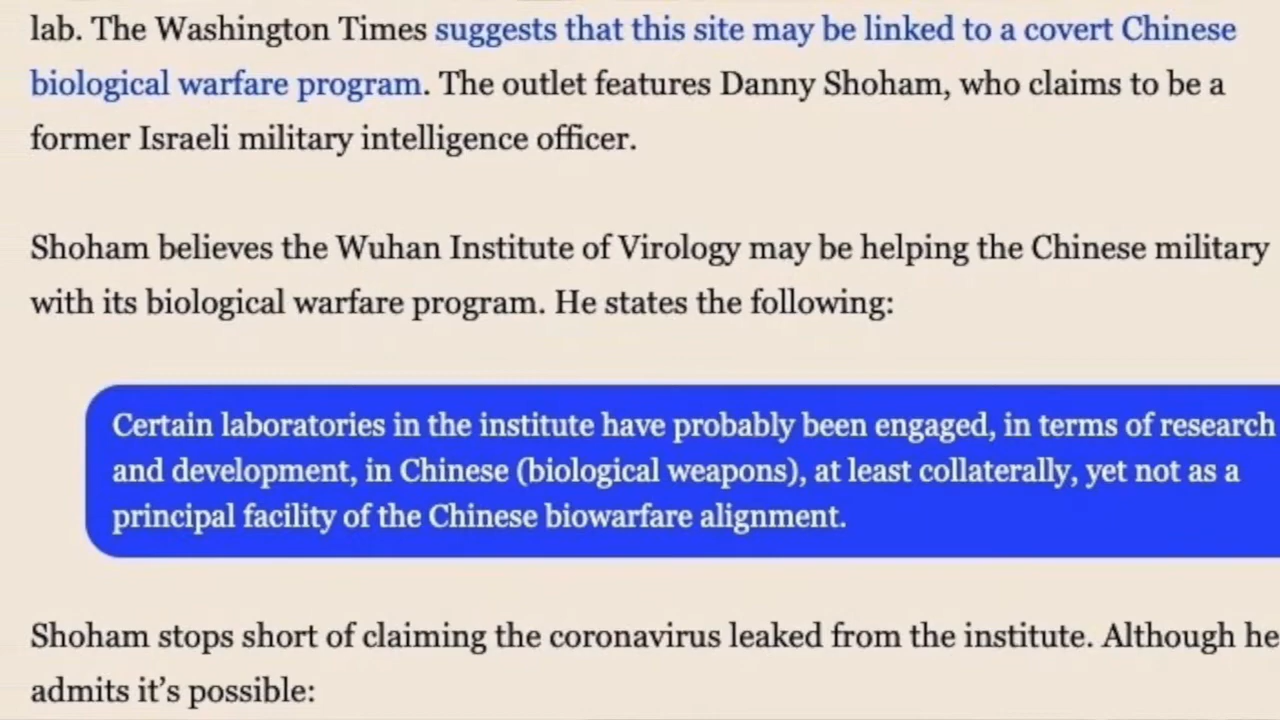 lab. The Washington Times suggests that this site may be linked to a covert Chinese
biological warfare program. The outlet features Danny Shoham, who claims to be a
former Israeli military intelligence officer.
Shoham believes the Wuhan Institute of Virology may be helping the Chinese military
with its biological warfare program. He states the following:
Certain laboratories in the institute have probably been engaged, in terms of research
and development, in Chinese (biological weapons), at least collaterally, yet not as a
principal facility of the Chinese biowarfare alignment.
Shoham stops short of claiming the coronavirus leaked from the institute. Although he
admits it’s possible: